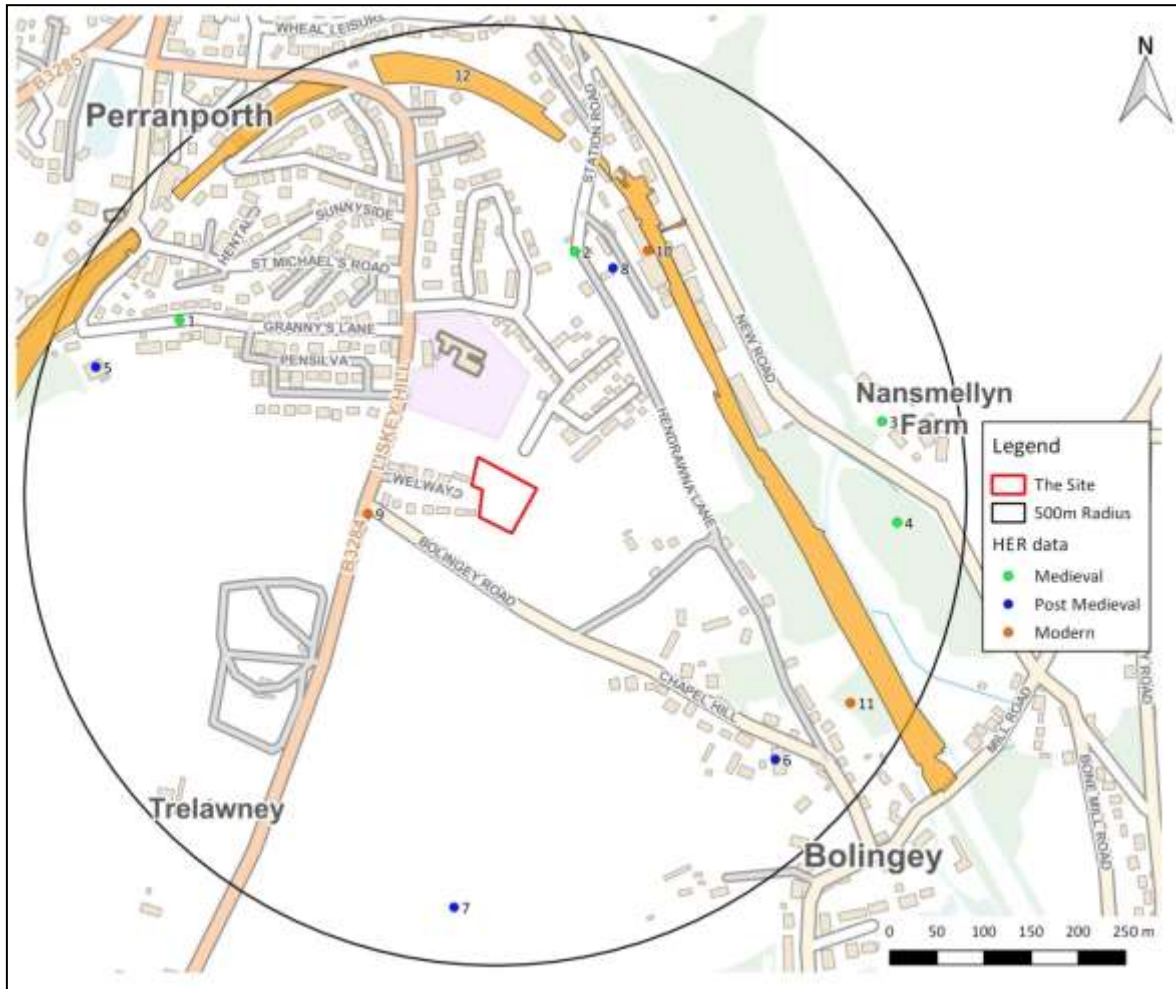 WHEAL LEISURE
B3285
12
N
Perranporth
STATION ROAD
SUNNYSIDE
HENTALS
ST MICHAEL'S ROAD
2
8
10
1
GRANNY'S LANE
NEW ROAD
PENSILVA
5
LISKEY HILL
Nansmellyn
Farm
3
HENDRAWNA LANE
Legend
The Site
500m Radius
HER data
Medieval
Post Medieval
Modern
WELWAY
9
4
B3284
BOLINGEY ROAD
CHAPEL HILL
11
MILL ROAD
Y ROAD
6
BONE MILL ROAD
Trelawney
Bolingey
7
0 50 100 150 200 250 m